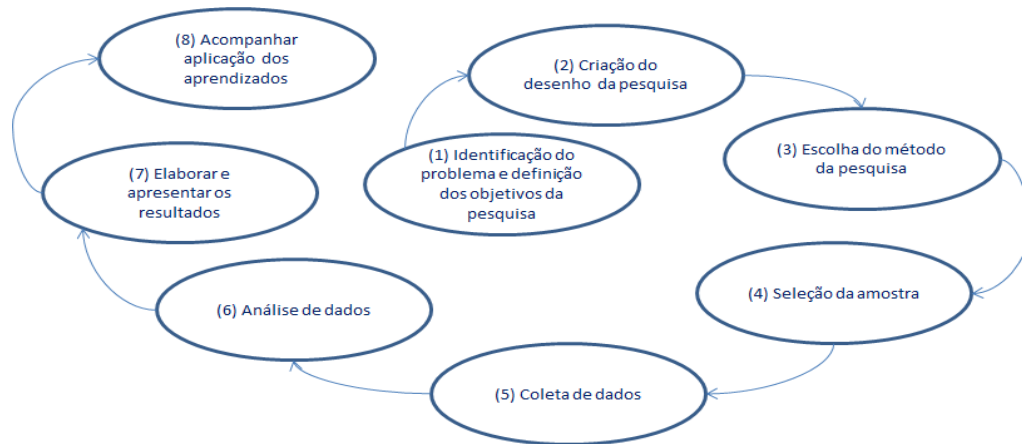 (1) Identificação do
problema e definição
dos objetivos da
pesquisa
(2) Criação do
desenho da pesquisa
(3) Escolha do método
da pesquisa
(4) Seleção da amostra
(5) Coleta de dados
(6) Análise de dados
(7) Elaborar e
apresentar os
resultados
(8) Acompanhar
aplicação dos
aprendizados